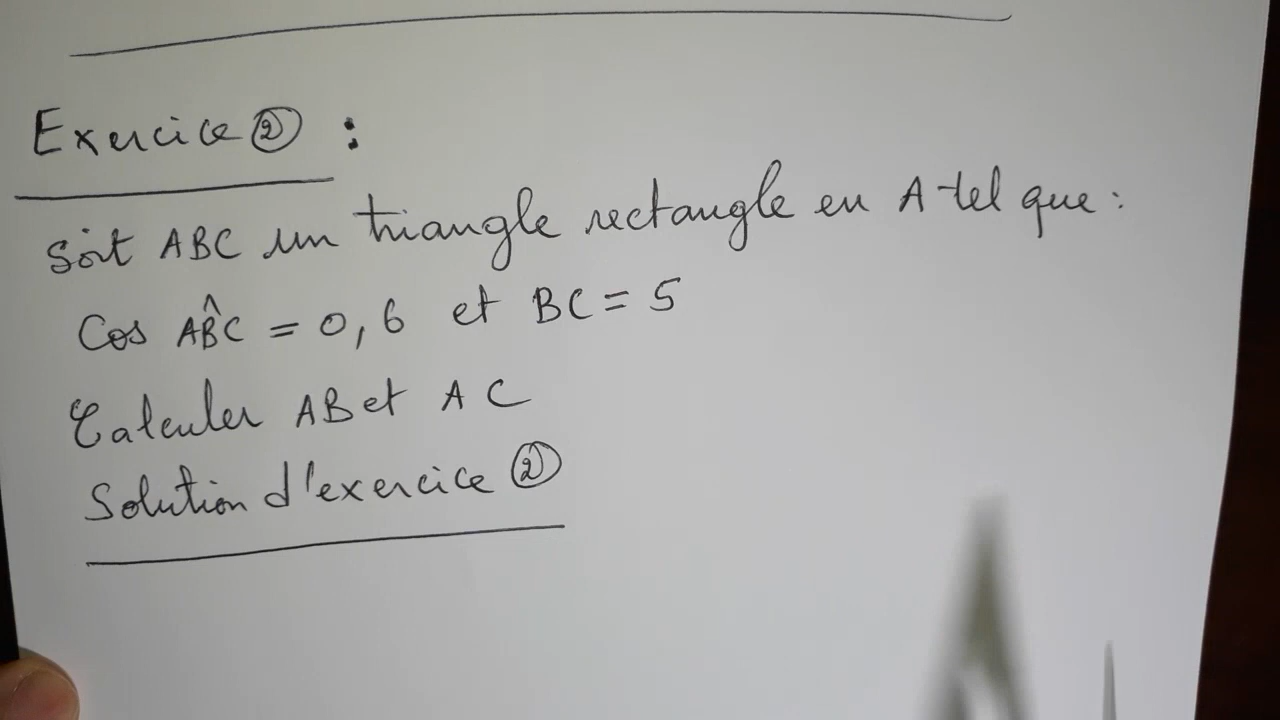 Exercice ② :
Soit ABC un triangle rectangle en A tel que :
Cos AB̂C = 0,6 et BC = 5
Calculer AB et AC
Solution d'exercice ②